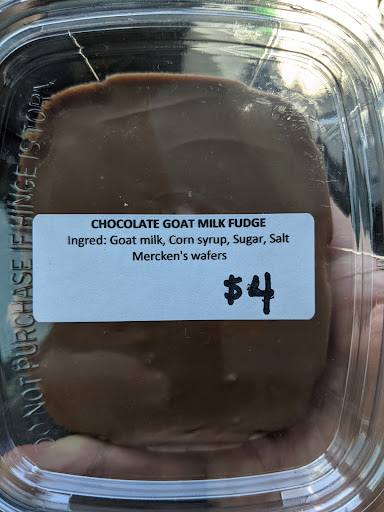 DO NOT PURCHASE IF HINGE IS TORN
CHOCOLATE GOAT MILK FUDGE
Ingred: Goat milk, Corn syrup, Sugar, Salt
Mercken's wafers
$4